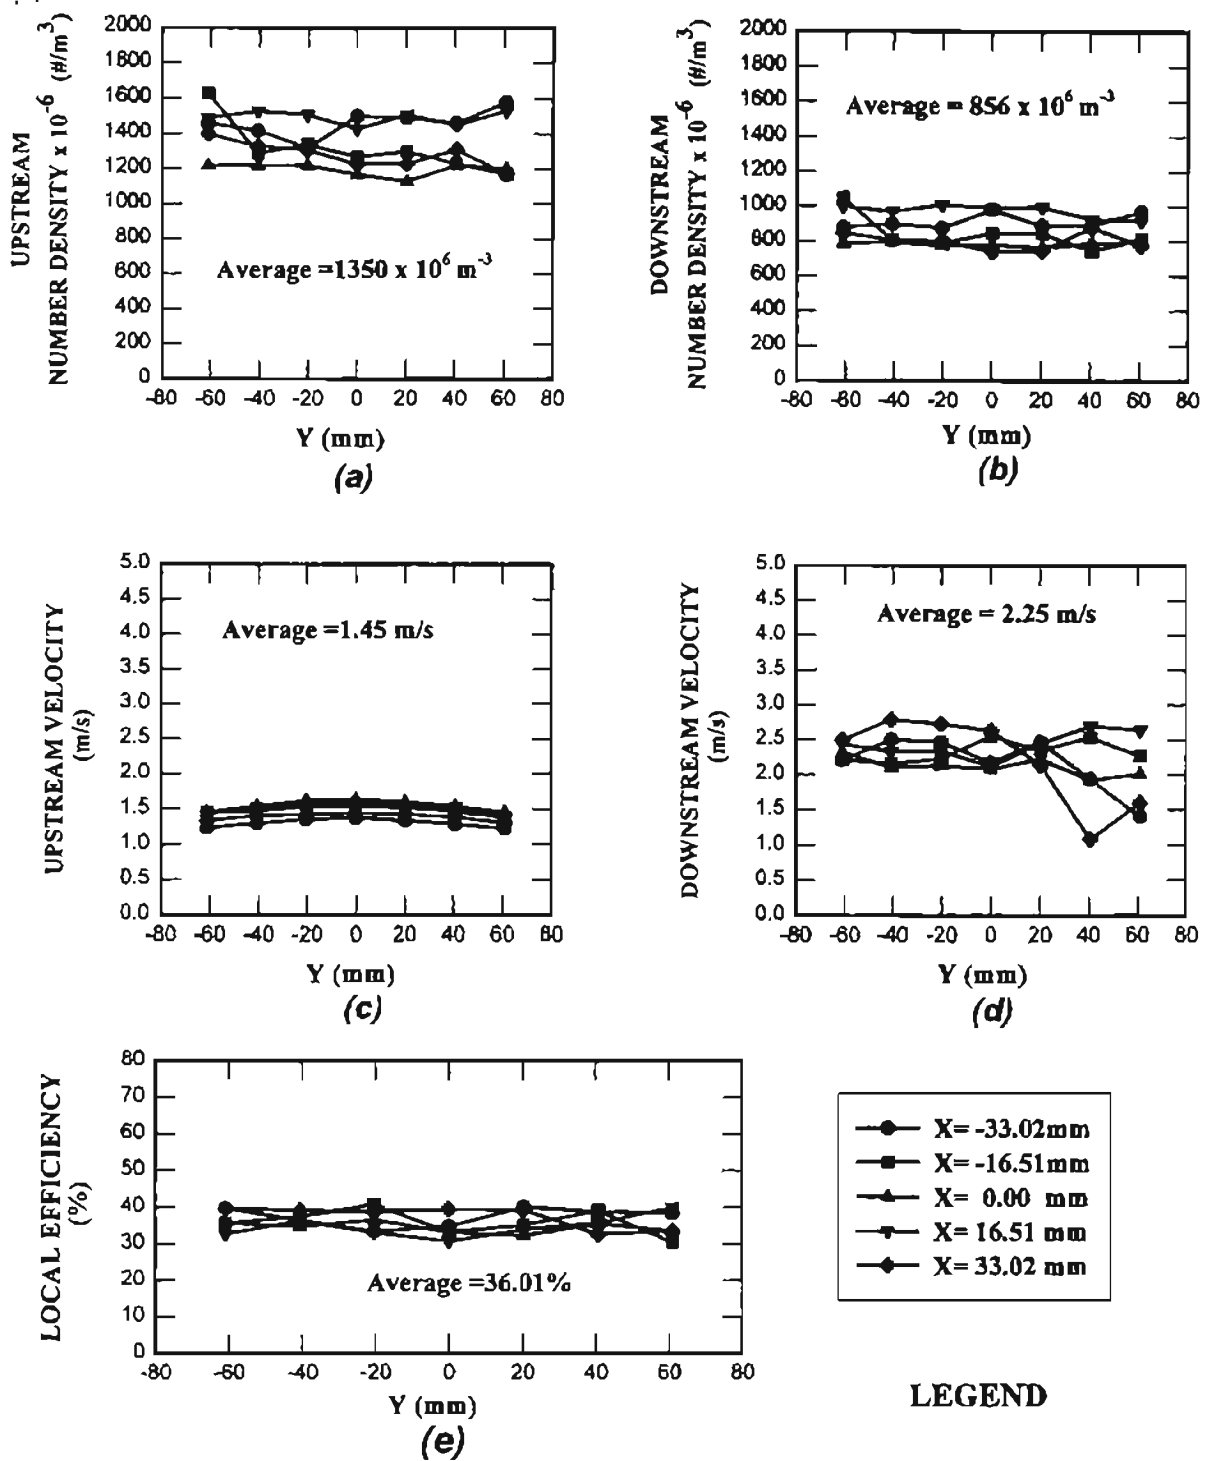 UPSTREAM
NUMBER DENSITY x 10-6 (#/m3)
2000
1800
1600
1400
1200
1000
800
600
400
200
0
Average =1350 x 10^6 m^-3
-80 -60 -40 -20 0 20 40 60 80
Y (mm)
(a)
DOWNSTREAM
NUMBER DENSITY x 10-6 (#/m3)
2000
1800
1600
1400
1200
1000
800
600
400
200
0
Average = 856 x 10^6 m^-3
-80 -60 -40 -20 0 20 40 60 80
Y (mm)
(b)
UPSTREAM VELOCITY
(m/s)
5.0
4.5
4.0
3.5
3.0
2.5
2.0
1.5
1.0
0.5
0.0
Average =1.45 m/s
-80 -60 -40 -20 0 20 40 60 80
Y (mm)
(c)
DOWNSTREAM VELOCITY
(m/s)
5.0
4.5
4.0
3.5
3.0
2.5
2.0
1.5
1.0
0.5
0.0
Average = 2.25 m/s
-80 -60 -40 -20 0 20 40 60 80
Y (mm)
(d)
LOCAL EFFICIENCY
(%)
80
70
60
50
40
30
20
10
0
Average =36.01%
-80 -60 -40 -20 0 20 40 60 80
Y (mm)
(e)
X= -33.02mm
X= -16.51mm
X= 0.00 mm
X= 16.51 mm
X= 33.02 mm
LEGEND